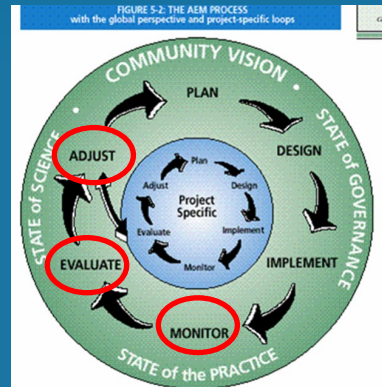 FIGURE 5-2: THE AEM PROCESS
with the global perspective and project-specific loops
COMMUNITY VISION
STATE of SCIENCE
STATE of GOVERNANCE
STATE of the PRACTICE
PLAN
DESIGN
IMPLEMENT
MONITOR
EVALUATE
ADJUST
Plan
Design
Implement
Monitor
Evaluate
Adjust
Project
Specific